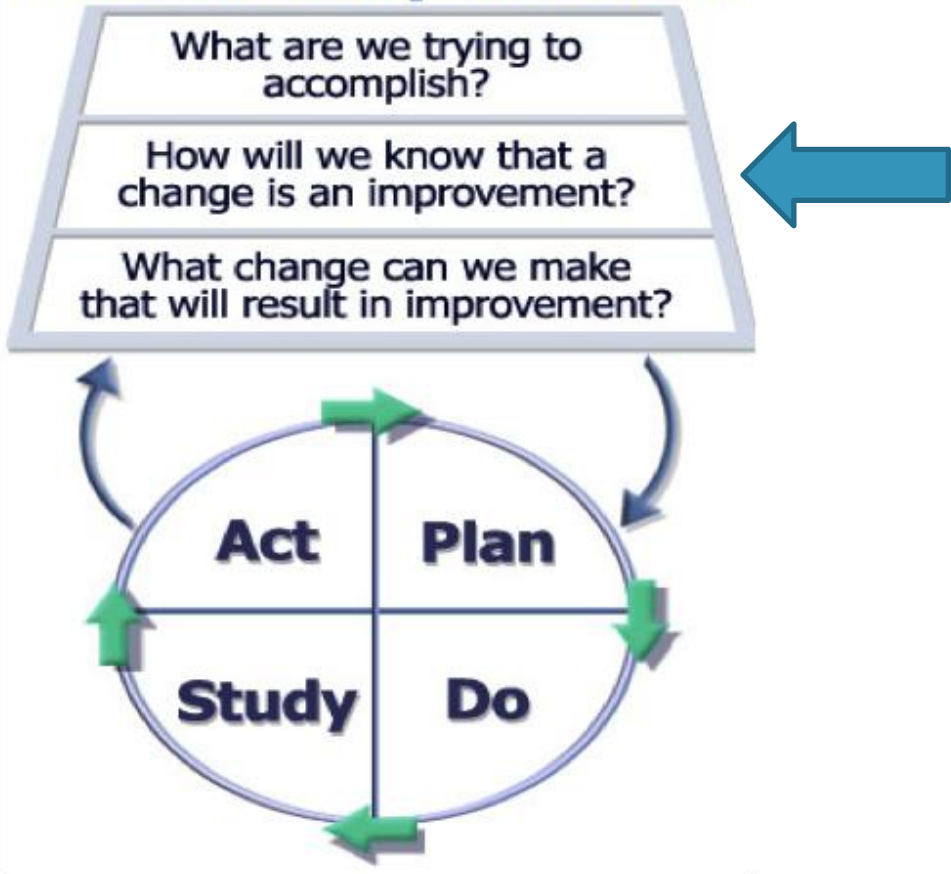 What are we trying to
accomplish?
How will we know that a
change is an improvement?
What change can we make
that will result in improvement?
Act
Plan
Study
Do